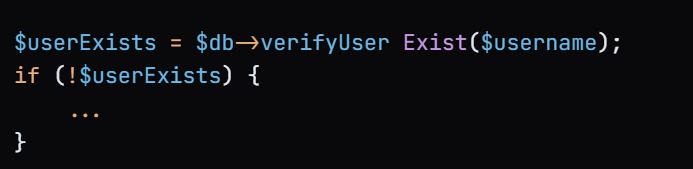 $userExists = $db->verifyUser Exist($username);
if (!$userExists) {
    ...
}